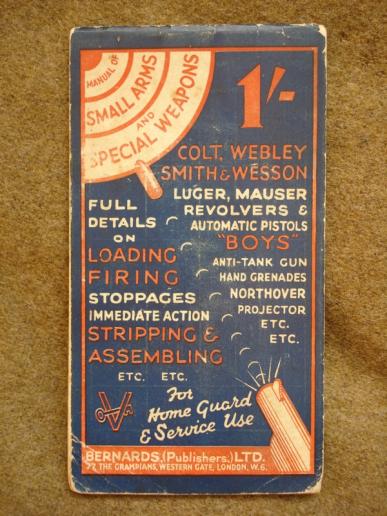 MANUAL OF
SMALL ARMS
AND
SPECIAL WEAPONS
1/-
COLT, WEBLEY
SMITH & WESSON
LUGER, MAUSER
REVOLVERS &
AUTOMATIC PISTOLS
"BOYS"
ANTI-TANK GUN
HAND GRENADES
NORTHOVER
PROJECTOR
ETC.
ETC.
FULL
DETAILS
ON
LOADING
FIRING
STOPPAGES
IMMEDIATE ACTION
STRIPPING &
ASSEMBLING
ETC. ETC.
For
Home Guard
& Service Use
BERNARDS, (Publishers,) LTD.
77, THE GRAMPIANS, WESTERN GATE, LONDON, W.6.